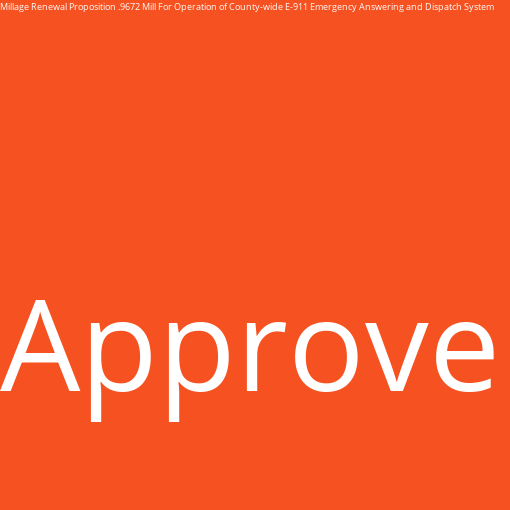 Millage Renewal Proposition .9672 Mill For Operation of County-wide E-911 Emergency Answering and Dispatch System
Approve